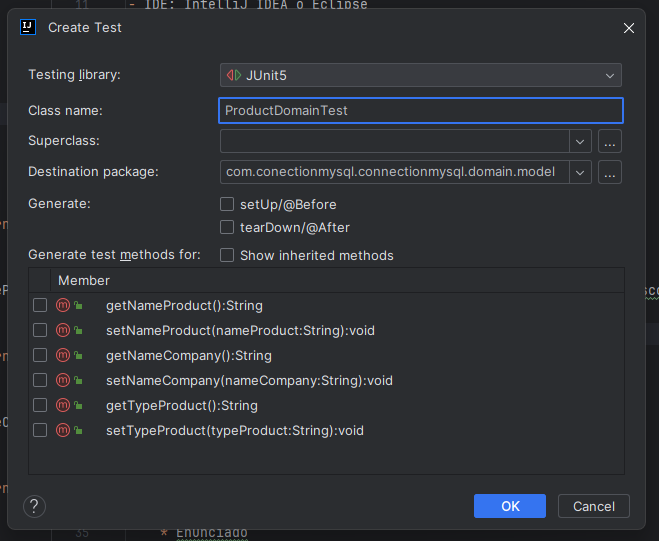 11 - IDE: IntelliJ IDEA o Eclipse
IJ Create Test
Testing library: JUnit5
Class name: ProductDomainTest
Superclass: ...
Destination package: com.conectionmysql.connectionmysql.domain.model ...
Generate: setUp/@Before
tearDown/@After
Generate test methods for: Show inherited methods
Member
m getNameProduct():String
m setNameProduct(nameProduct:String):void
m getNameCompany():String
m setNameCompany(nameCompany:String):void
m getTypeProduct():String
m setTypeProduct(typeProduct:String):void
? OK Cancel
35 * Enunciado